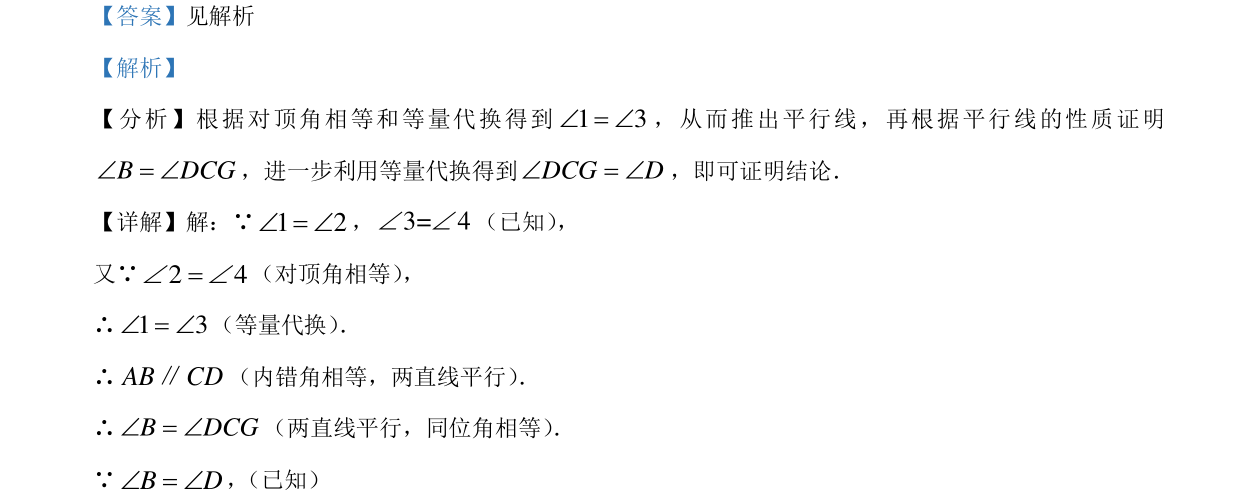 【答案】见解析
【解析】
【分析】根据对顶角相等和等量代换得到∠1=∠3，从而推出平行线，再根据平行线的性质证明
∠B=∠DCG，进一步利用等量代换得到∠DCG=∠D，即可证明结论.
【详解】解：∵∠1=∠2，∠3=∠4（已知），
又∵∠2=∠4（对顶角相等），
∴∠1=∠3（等量代换）.
∴AB∥CD（内错角相等，两直线平行）.
∴∠B=∠DCG（两直线平行，同位角相等）.
∵∠B=∠D，（已知）